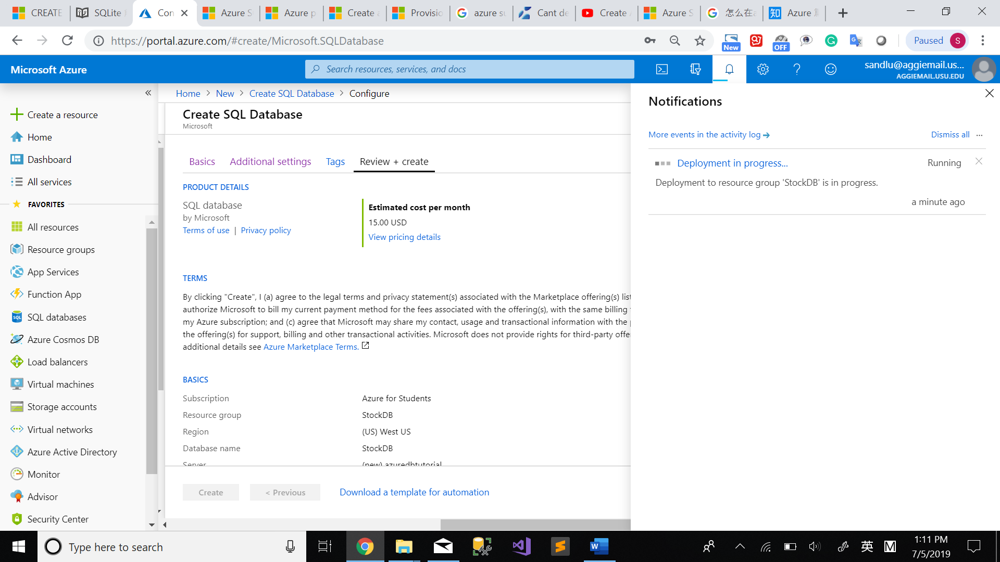 CREATE
SQLite
Con
Azure S
Azure p
Create a
Provisio
azure su
Cant de
Create
Azure S
怎么在a
知 Azure
https://portal.azure.com/#create/Microsoft.SQLDatabase
New
OFF
Paused
S
Microsoft Azure
Search resources, services, and docs
sandlu@aggiemail.us...
AGGIEMAIL.USU.EDU
Create a resource
Home
Dashboard
All services
FAVORITES
All resources
Resource groups
App Services
Function App
SQL databases
Azure Cosmos DB
Load balancers
Virtual machines
Storage accounts
Virtual networks
Azure Active Directory
Monitor
Advisor
Security Center
Home > New > Create SQL Database > Configure
Create SQL Database
Microsoft
Basics Additional settings Tags Review + create
PRODUCT DETAILS
SQL database
by Microsoft
Terms of use | Privacy policy
Estimated cost per month
15.00 USD
View pricing details
TERMS
By clicking "Create", I (a) agree to the legal terms and privacy statement(s) associated with the Marketplace offering(s) list
authorize Microsoft to bill my current payment method for the fees associated with the offering(s), with the same billing
my Azure subscription; and (c) agree that Microsoft may share my contact, usage and transactional information with the
the offering(s) for support, billing and other transactional activities. Microsoft does not provide rights for third-party offe
additional details see Azure Marketplace Terms.
BASICS
Subscription Azure for Students
Resource group StockDB
Region (US) West US
Database name StockDB
Server (new) azuredbtutorial
Create < Previous Download a template for automation
Notifications
More events in the activity log
Dismiss all ...
Deployment in progress... Running
Deployment to resource group 'StockDB' is in progress.
a minute ago
Type here to search
英
M
1:11 PM
7/5/2019